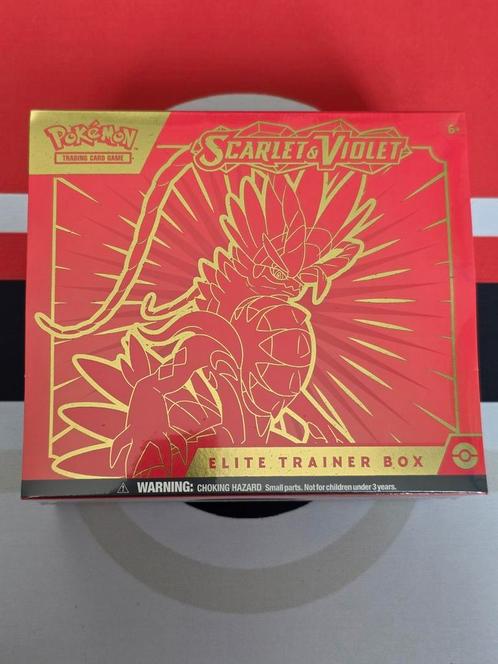 Pokémon
TRADING CARD GAME
SCARLET & VIOLET
6+
ELITE TRAINER BOX
WARNING: CHOKING HAZARD Small parts. Not for children under 3 years.